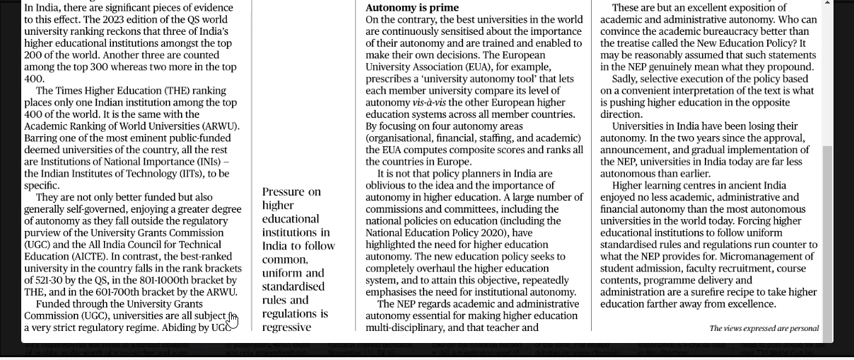 In India, there are significant pieces of evidence
to this effect. The 2023 edition of the QS world
university ranking reckons that three of India's
higher educational institutions amongst the top
200 of the world. Another three are counted
among the top 300 whereas two more in the top
400.
The Times Higher Education (THE) ranking
places only one Indian institution among the top
400 of the world. It is the same with the
Academic Ranking of World Universities (ARWU).
Barring one of the most eminent public-funded
deemed universities of the country, all the rest
are Institutions of National Importance (INIs) –
the Indian Institutes of Technology (IITs), to be
specific.
They are not only better funded but also
generally self-governed, enjoying a greater degree
of autonomy as they fall outside the regulatory
purview of the University Grants Commission
(UGC) and the All India Council for Technical
Education (AICTE). In contrast, the best-ranked
university in the country falls in the rank brackets
of 521-30 by the QS, in the 801-1000th bracket by
THE, and in the 601-700th bracket by the ARWU.
Funded through the University Grants
Commission (UGC), universities are all subject
a very strict regulatory regime. Abiding by UGC
Pressure on
higher
educational
institutions in
India to follow
common,
uniform and
standardised
rules and
regulations is
regressive
Autonomy is prime
On the contrary, the best universities in the world
are continuously sensitised about the importance
of their autonomy and are trained and enabled to
make their own decisions. The European
University Association (EUA), for example,
prescribes a 'university autonomy tool' that lets
each member university compare its level of
autonomy vis-à-vis the other European higher
education systems across all member countries.
By focusing on four autonomy areas
(organisational, financial, staffing, and academic)
the EUA computes composite scores and ranks all
the countries in Europe.
It is not that policy planners in India are
oblivious to the idea and the importance of
autonomy in higher education. A large number of
commissions and committees, including the
national policies on education (including the
National Education Policy 2020), have
highlighted the need for higher education
autonomy. The new education policy seeks to
completely overhaul the higher education
system, and to attain this objective, repeatedly
emphasises the need for institutional autonomy.
The NEP regards academic and administrative
autonomy essential for making higher education
multi-disciplinary, and that teacher and
These are but an excellent exposition of
academic and administrative autonomy. Who can
convince the academic bureaucracy better than
the treatise called the New Education Policy? It
may be reasonably assumed that such statements
in the NEP genuinely mean what they propound.
Sadly, selective execution of the policy based
on a convenient interpretation of the text is what
is pushing higher education in the opposite
direction.
Universities in India have been losing their
autonomy. In the two years since the approval,
announcement, and gradual implementation of
the NEP, universities in India today are far less
autonomous than earlier.
Higher learning centres in ancient India
enjoyed no less academic, administrative and
financial autonomy than the most autonomous
universities in the world today. Forcing higher
educational institutions to follow uniform
standardised rules and regulations run counter to
what the NEP provides for. Micromanagement of
student admission, faculty recruitment, course
contents, programme delivery and
administration are a surefire recipe to take higher
education farther away from excellence.
The views expressed are personal